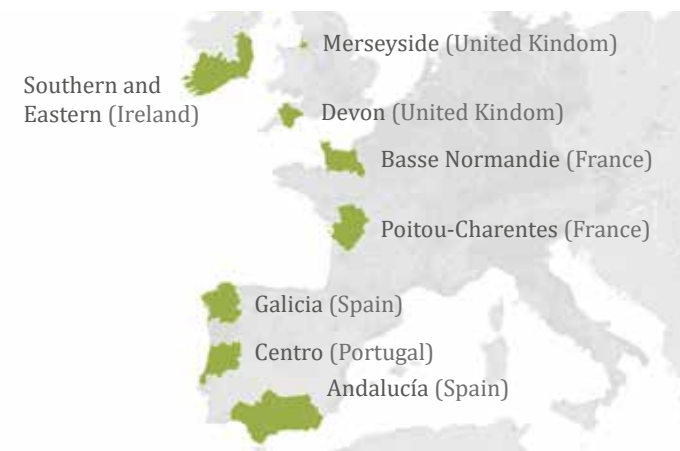 Merseyside (United Kindom)
Southern and
Eastern (Ireland)
Devon (United Kindom)
Basse Normandie (France)
Poitou-Charentes (France)
Galicia (Spain)
Centro (Portugal)
Andalucía (Spain)